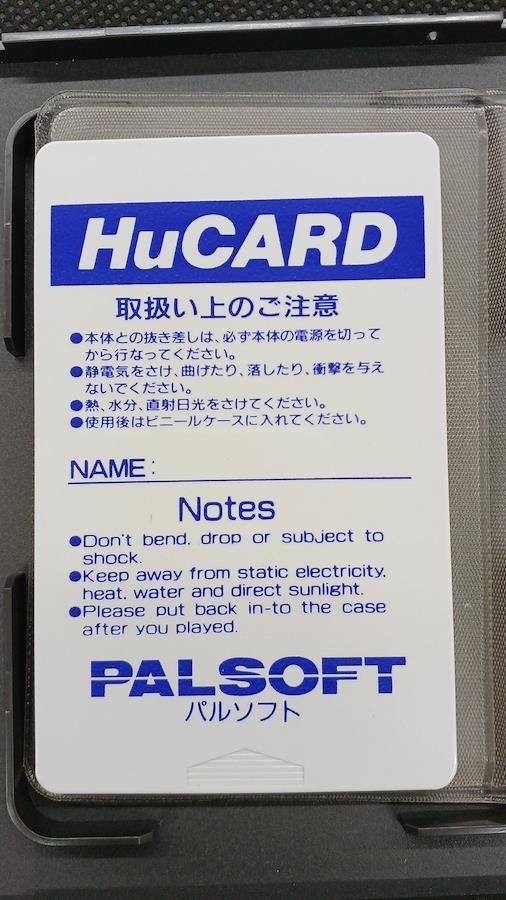 HuCARD
取扱い上のご注意
●本体との抜き差しは、必ず本体の電源を切って
から行なってください。
●静電気をさけ、曲げたり、落したり、衝撃を与え
ないでください。
●熱、水分、直射日光をさけてください。
●使用後はビニールケースに入れてください。
NAME:
Notes
●Don't bend, drop or subject to
shock.
●Keep away from static electricity,
heat, water and direct sunlight.
●Please put back in-to the case
after you played.
PALSOFT
パルソフト